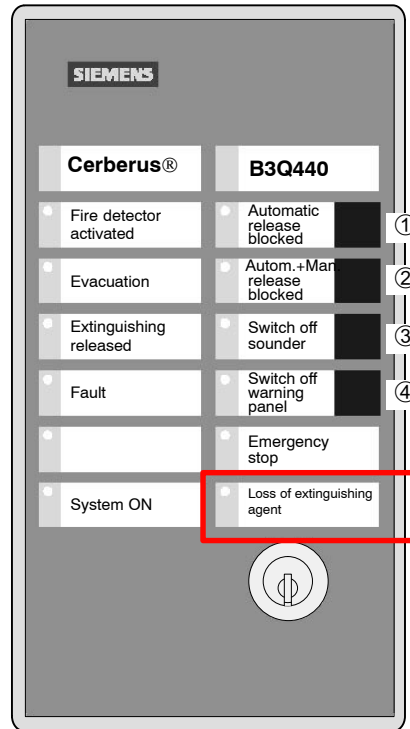 SIEMENS
Cerberus®
B3Q440
Fire detector
activated
Automatic
release
blocked
①
Evacuation
Autom.+Man.
release
blocked
②
Extinguishing
released
Switch off
sounder
③
Fault
Switch off
warning
panel
④
Emergency
stop
System ON
Loss of extinguishing
agent